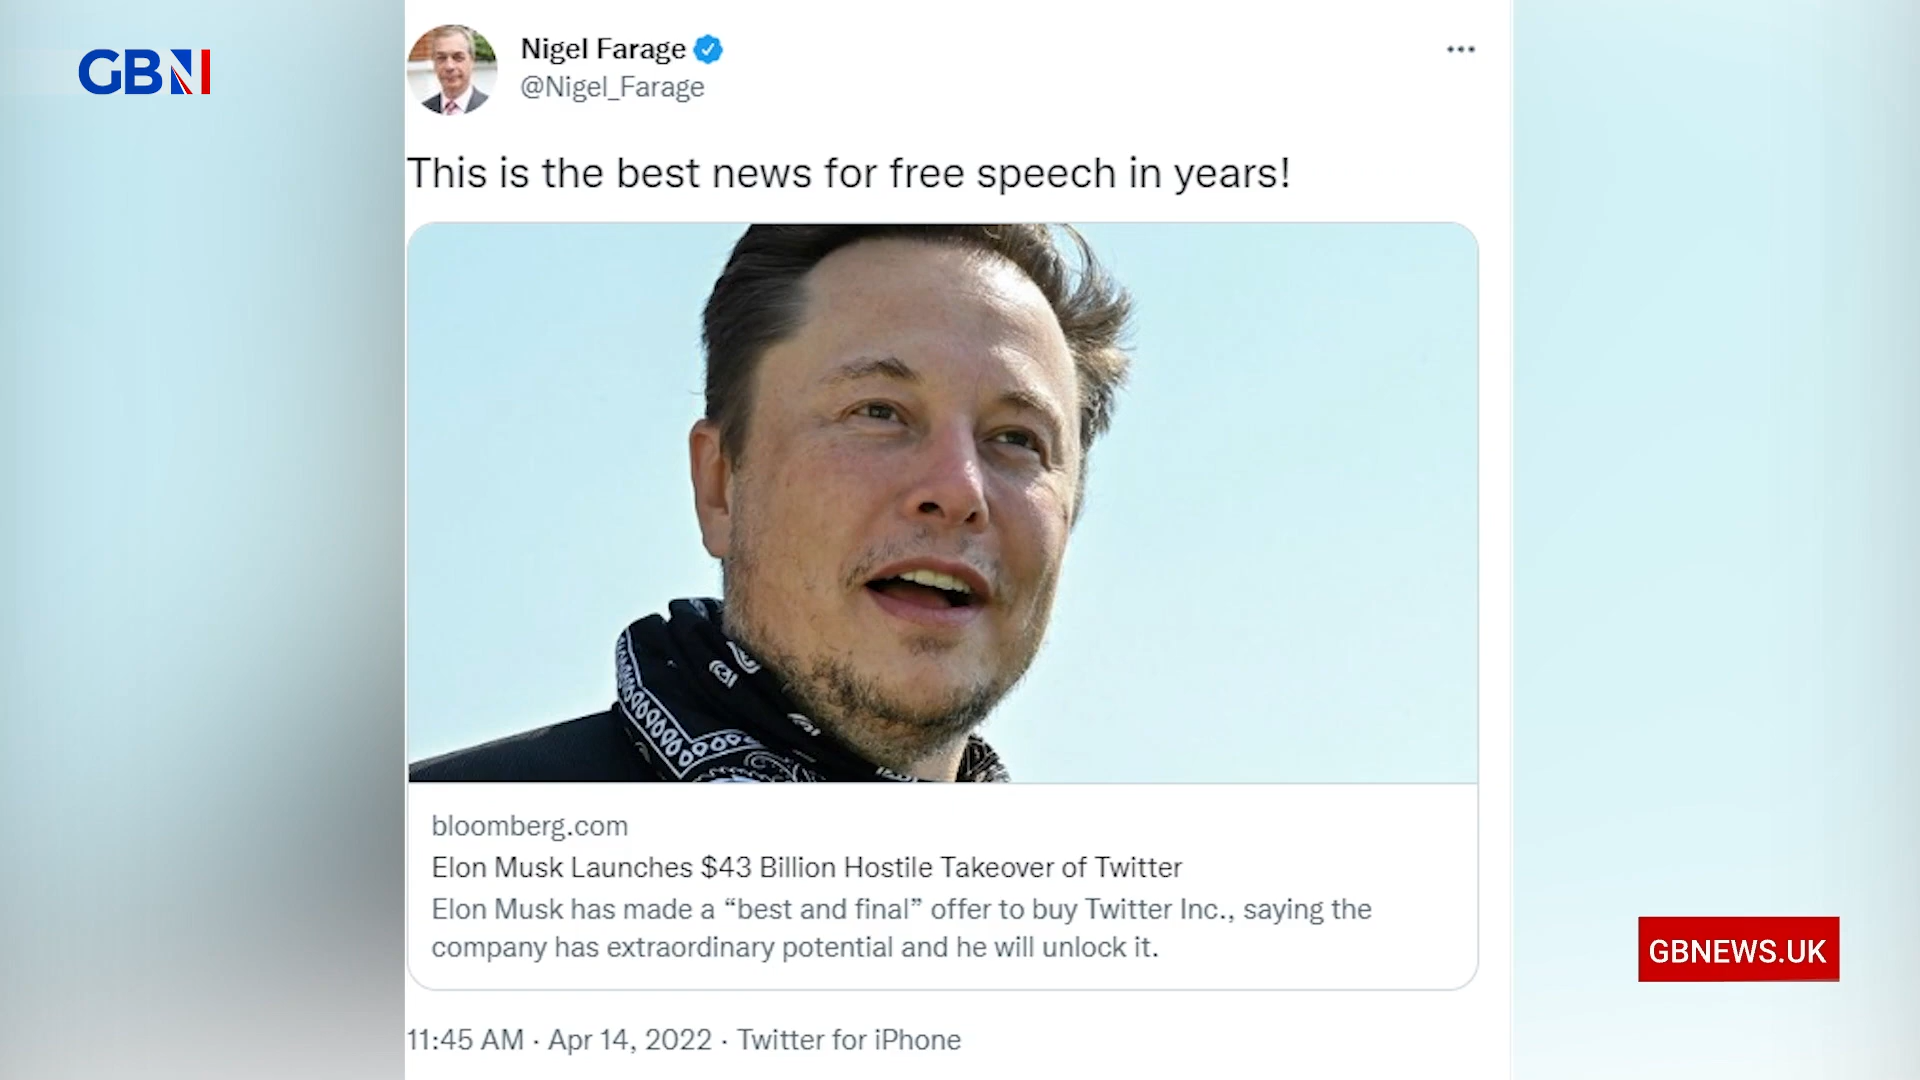 GBN
Nigel Farage
@Nigel_Farage
This is the best news for free speech in years!
bloomberg.com
Elon Musk Launches $43 Billion Hostile Takeover of Twitter
Elon Musk has made a “best and final” offer to buy Twitter Inc., saying the
company has extraordinary potential and he will unlock it.
GBNEWS.UK
11:45 AM · Apr 14, 2022 · Twitter for iPhone